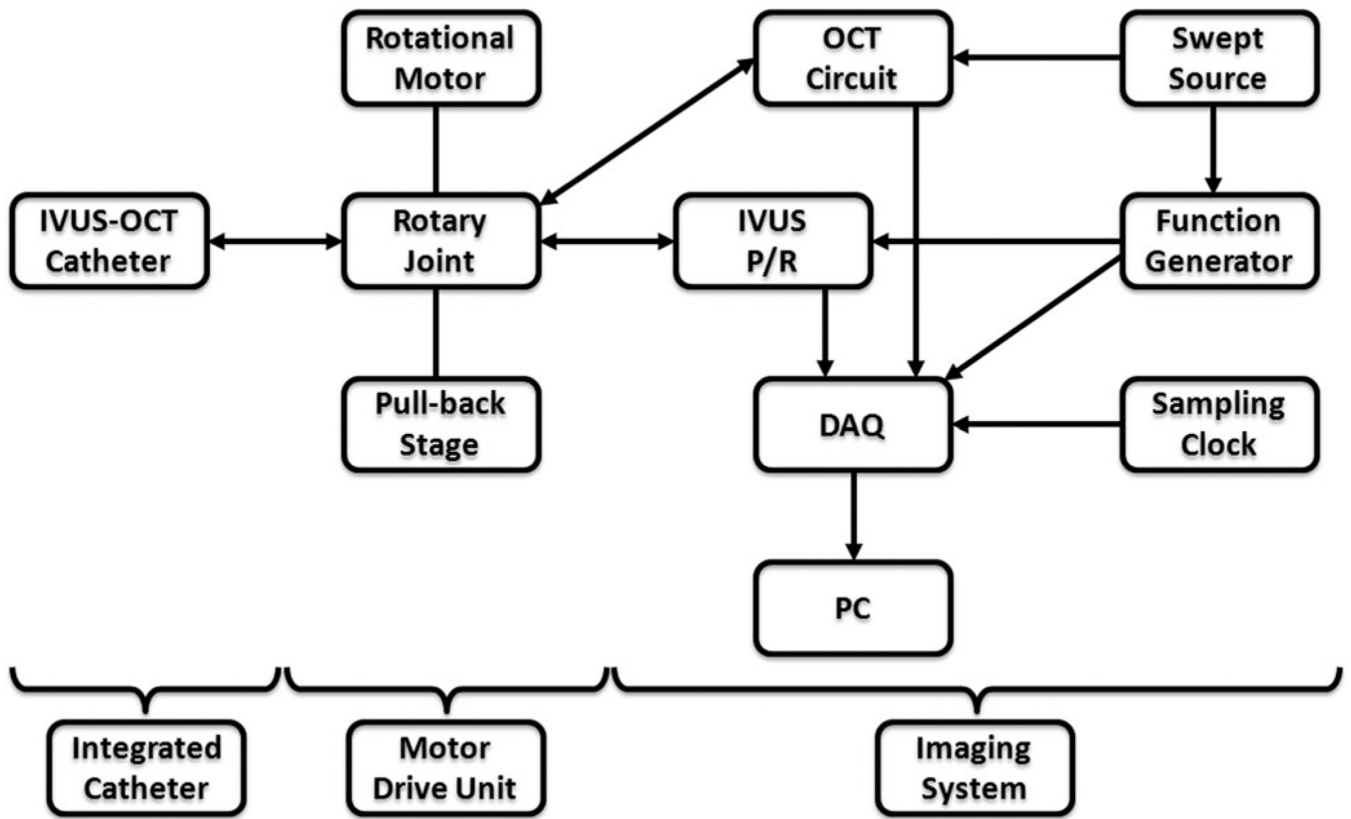 Rotational
Motor
OCT
Circuit
Swept
Source
IVUS-OCT
Catheter
Rotary
Joint
IVUS
P/R
Function
Generator
Pull-back
Stage
DAQ
Sampling
Clock
PC
Integrated
Catheter
Motor
Drive Unit
Imaging
System